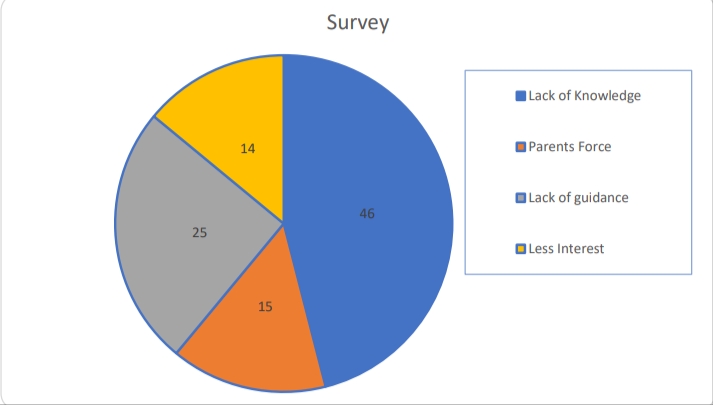 Survey
46
15
25
14
Lack of Knowledge
Parents Force
Lack of guidance
Less Interest